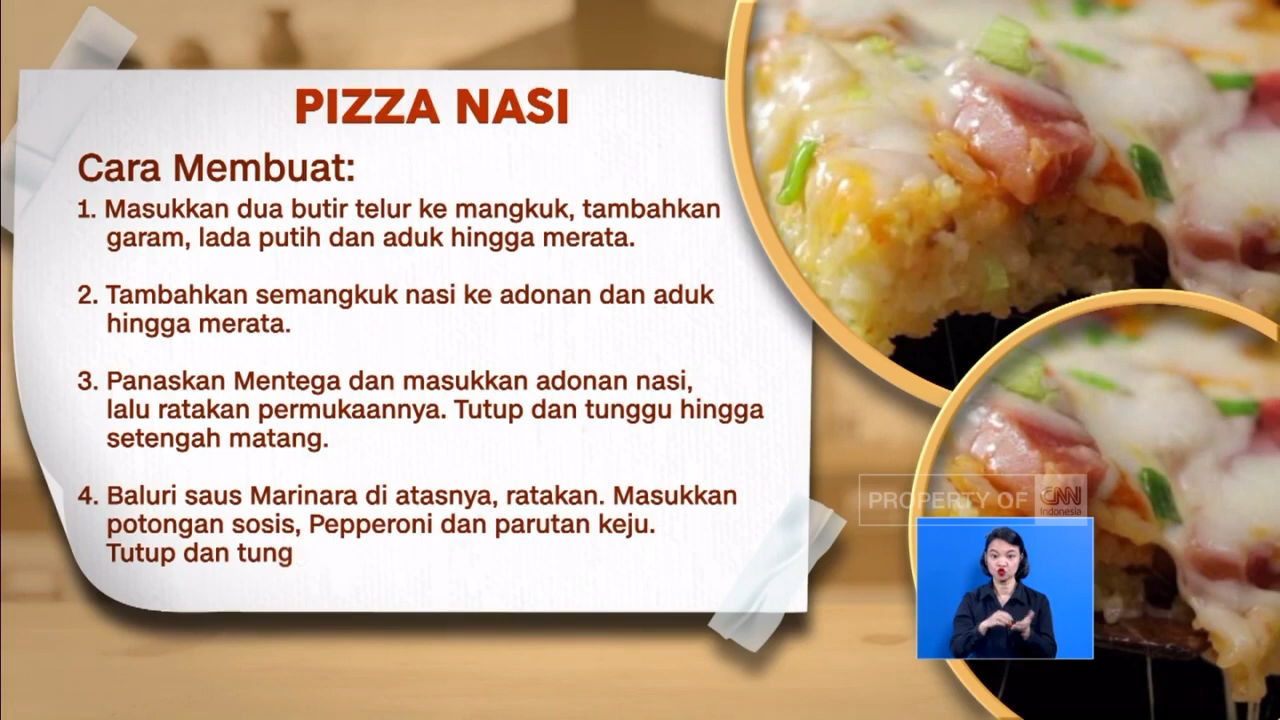 PIZZA NASI
Cara Membuat:
1. Masukkan dua butir telur ke mangkuk, tambahkan
garam, lada putih dan aduk hingga merata.
2. Tambahkan semangkuk nasi ke adonan dan aduk
hingga merata.
3. Panaskan Mentega dan masukkan adonan nasi,
lalu ratakan permukaannya. Tutup dan tunggu hingga
setengah matang.
4. Baluri saus Marinara di atasnya, ratakan. Masukkan
potongan sosis, Pepperoni dan parutan keju.
Tutup dan tung
PROPERTY OF CNN
Indonesia